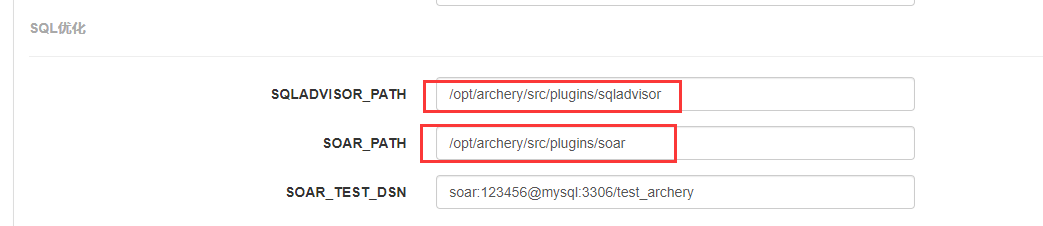 SQL优化
SQLADVISOR_PATH /opt/archery/src/plugins/sqladvisor
SOAR_PATH /opt/archery/src/plugins/soar
SOAR_TEST_DSN soar:123456@mysql:3306/test_archery